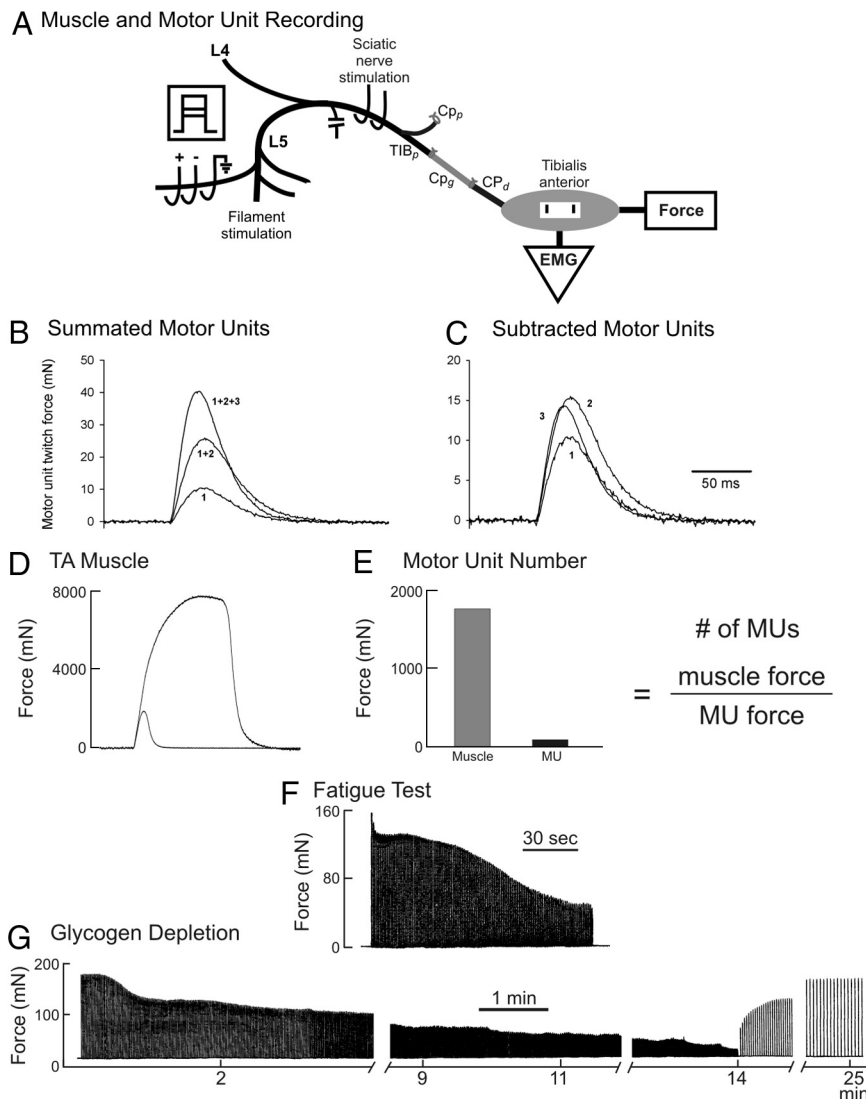 A Muscle and Motor Unit Recording
L4
Sciatic
nerve
stimulation
Cpp
L5
TIBp
+ -
Cpg
CPd
Tibialis
anterior
Filament
stimulation
Force
EMG
B Summated Motor Units
Motor unit twitch force (mN)
50
40
30
20
10
0
1+2+3
1+2
1
C Subtracted Motor Units
20
15
10
5
0
3
2
1
50 ms
D TA Muscle
Force (mN)
8000
4000
0
E Motor Unit Number
Force (mN)
2000
1000
0
Muscle MU
# of MUs
= muscle force
MU force
F Fatigue Test
Force (mN)
160
80
0
30 sec
G Glycogen Depletion
Force (mN)
200
100
0
1 min
2 9 11 14 25
min